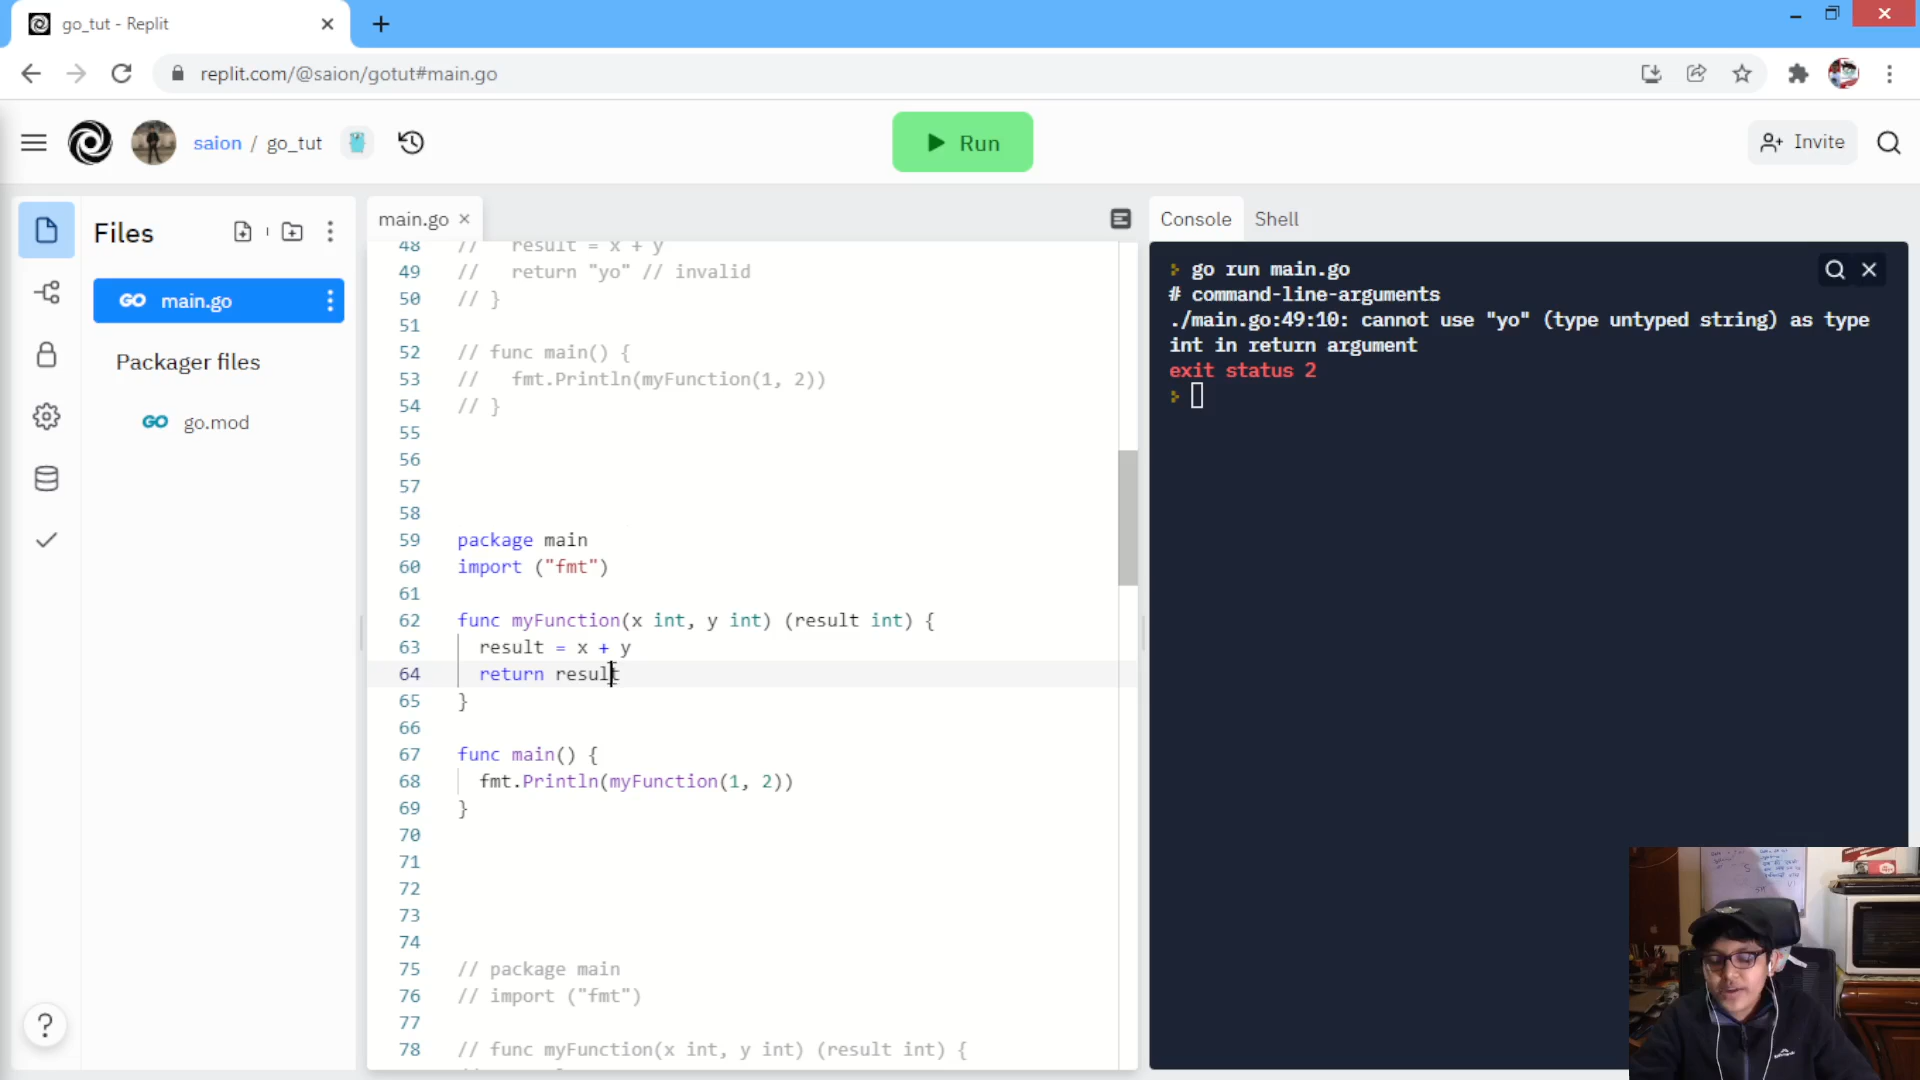 go_tut - Replit
replit.com/@saion/gotut#main.go
saion / go_tut
Run
Invite
Files
main.go
Packager files
go.mod
main.go
48 // result = x + y
49 // return "yo" // invalid
50 // }
51
52 // func main() {
53 // fmt.Println(myFunction(1, 2))
54 // }
55
56
57
58
59 package main
60 import ("fmt")
61
62 func myFunction(x int, y int) (result int) {
63 result = x + y
64 return result
65 }
66
67 func main() {
68 fmt.Println(myFunction(1, 2))
69 }
70
71
72
73
74
75 // package main
76 // import ("fmt")
77
78 // func myFunction(x int, y int) (result int) {
Console Shell
go run main.go
# command-line-arguments
./main.go:49:10: cannot use "yo" (type untyped string) as type
int in return argument
exit status 2